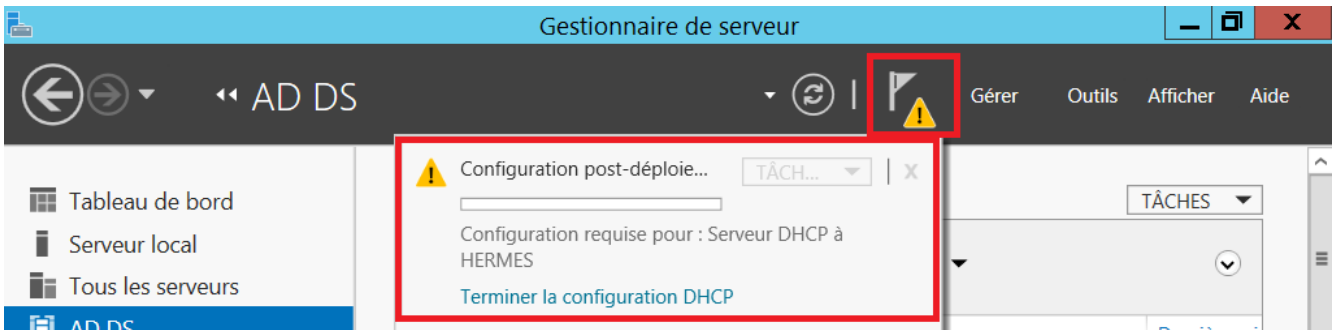 Gestionnaire de serveur
AD DS
Gérer Outils Afficher Aide
Configuration post-déploie... TÂCH... X
Configuration requise pour : Serveur DHCP à
HERMES
Terminer la configuration DHCP
Tableau de bord
Serveur local
Tous les serveurs
AD DS
TÂCHES